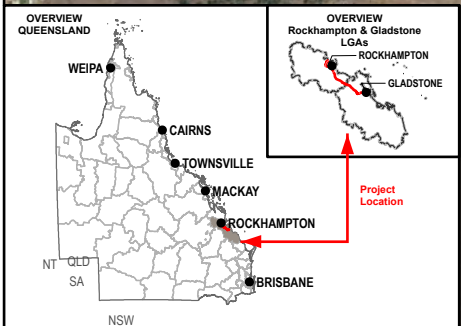 OVERVIEW
QUEENSLAND
WEIPA
CAIRNS
TOWNSVILLE
MACKAY
ROCKHAMPTON
BRISBANE
NT
QLD
SA
NSW
OVERVIEW
Rockhampton & Gladstone
LGAs
ROCKHAMPTON
GLADSTONE
Project
Location